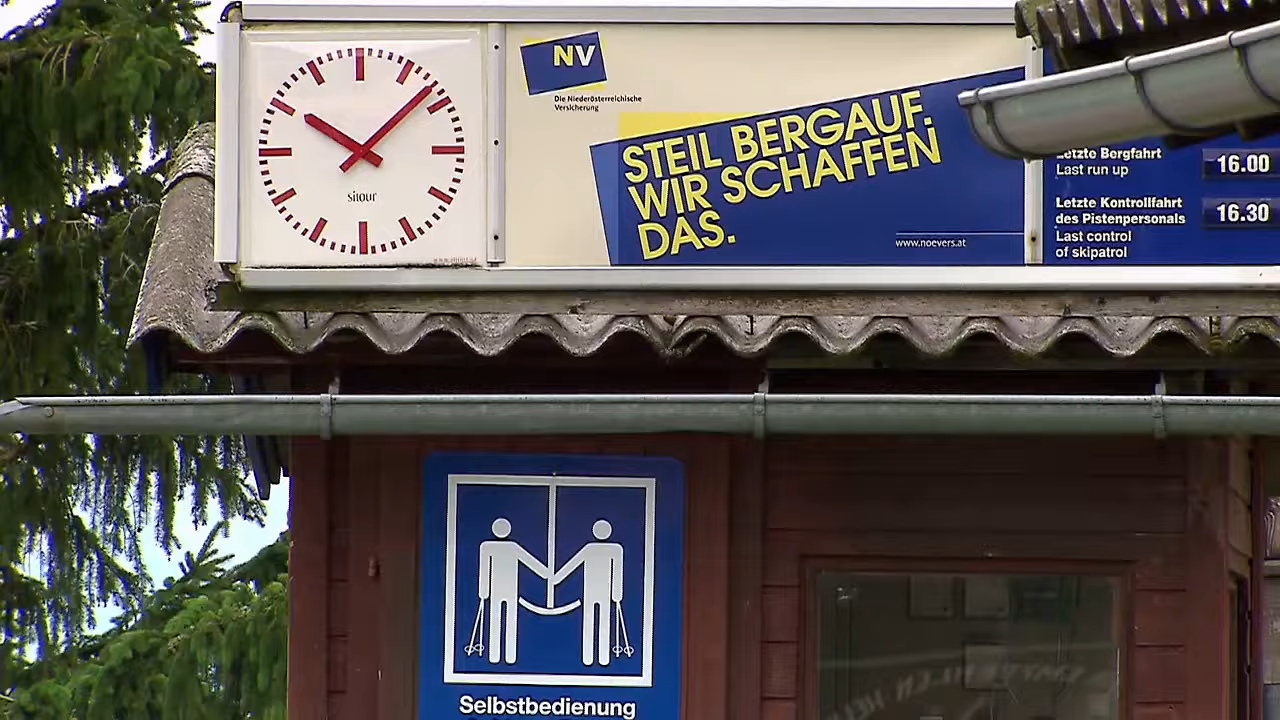 sitour
NV
Die Niederösterreichische
Versicherung
STEIL BERGAUF.
WIR SCHAFFEN
DAS.
www.noevers.at
Letzte Bergfahrt
Last run up
16.00
Letzte Kontrollfahrt
des Pistenpersonals
Last control
of skipatrol
16.30
Selbstbedienung